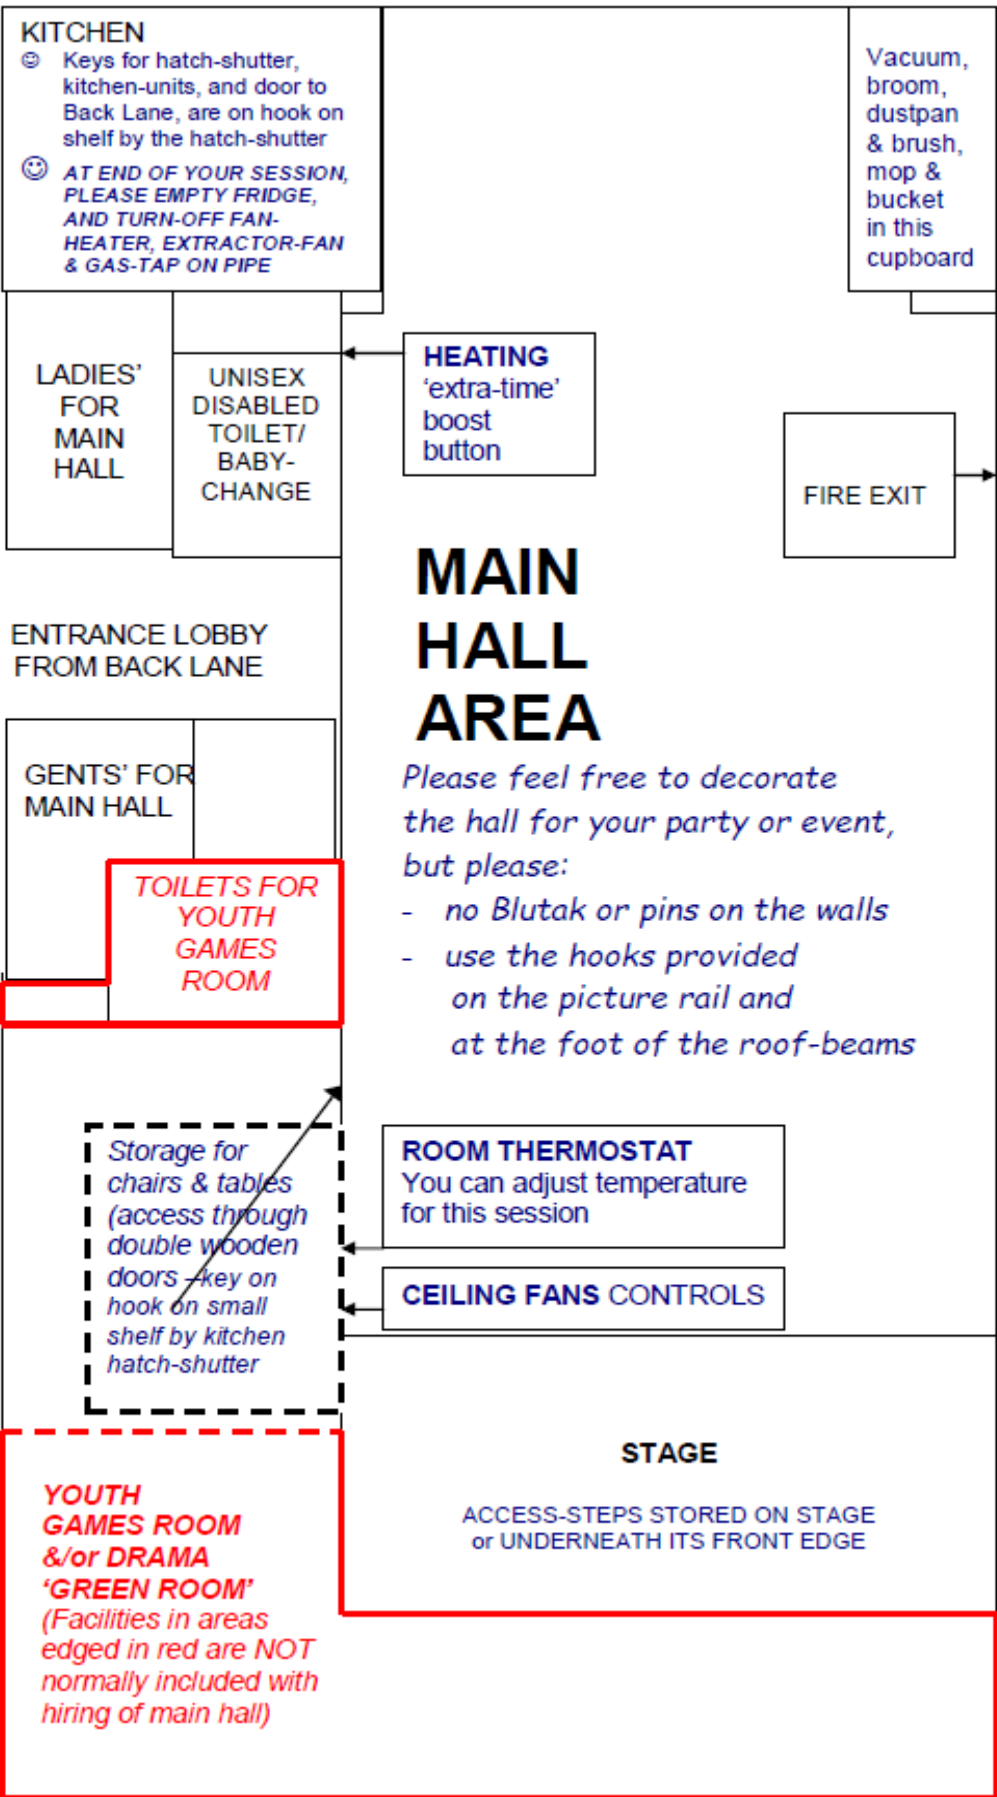 KITCHEN
☺ Keys for hatch-shutter,
kitchen-units, and door to
Back Lane, are on hook on
shelf by the hatch-shutter
☺ AT END OF YOUR SESSION,
PLEASE EMPTY FRIDGE,
AND TURN-OFF FAN-
HEATER, EXTRACTOR-FAN
& GAS-TAP ON PIPE
Vacuum,
broom,
dustpan
& brush,
mop &
bucket
in this
cupboard
LADIES’
FOR
MAIN
HALL
UNISEX
DISABLED
TOILET/
BABY-
CHANGE
HEATING
‘extra-time’
boost
button
FIRE EXIT
ENTRANCE LOBBY
FROM BACK LANE
MAIN
HALL
AREA
Please feel free to decorate
the hall for your party or event,
but please:
- no Blutak or pins on the walls
- use the hooks provided
on the picture rail and
at the foot of the roof-beams
GENTS’ FOR
MAIN HALL
TOILETS FOR
YOUTH
GAMES
ROOM
Storage for
chairs & tables
(access through
double wooden
doors –key on
hook on small
shelf by kitchen
hatch-shutter
ROOM THERMOSTAT
You can adjust temperature
for this session
CEILING FANS CONTROLS
STAGE
ACCESS-STEPS STORED ON STAGE
or UNDERNEATH ITS FRONT EDGE
YOUTH
GAMES ROOM
&/or DRAMA
‘GREEN ROOM’
(Facilities in areas
edged in red are NOT
normally included with
hiring of main hall)